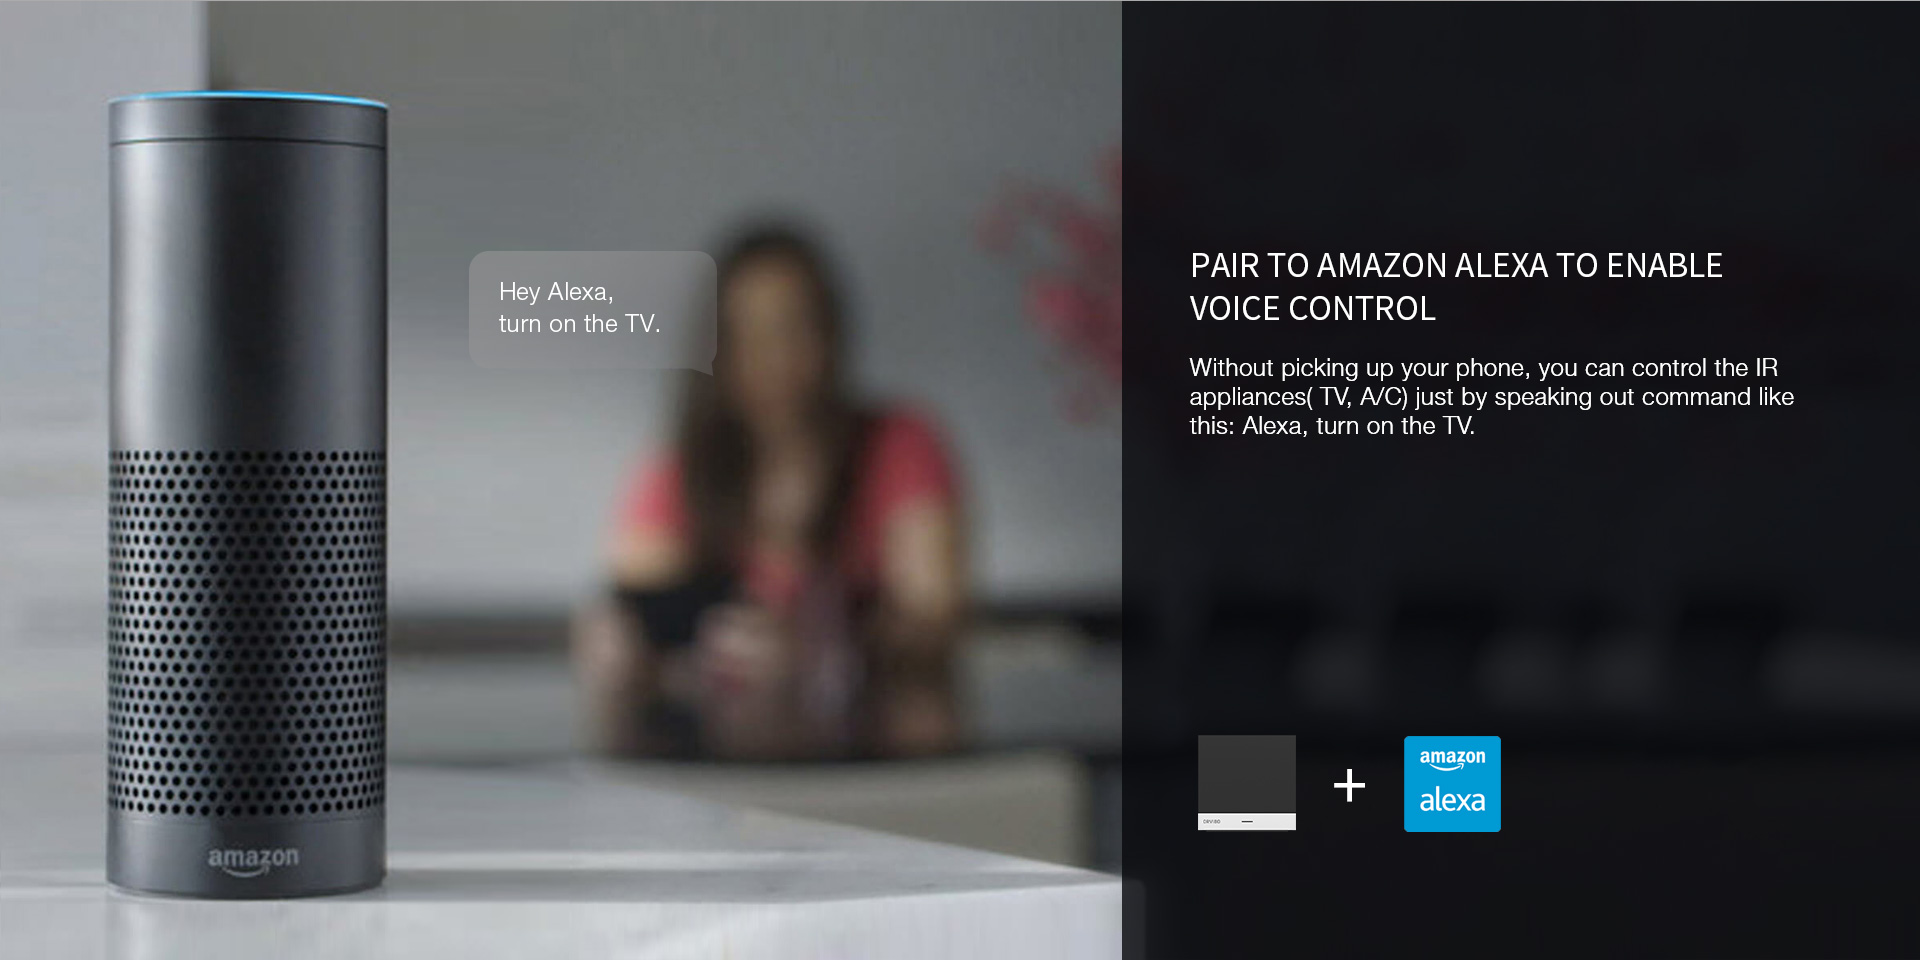 Hey Alexa,
turn on the TV.
PAIR TO AMAZON ALEXA TO ENABLE
VOICE CONTROL
Without picking up your phone, you can control the IR
appliances( TV, A/C) just by speaking out command like
this: Alexa, turn on the TV.
amazon
ORVIBO
+
amazon
alexa